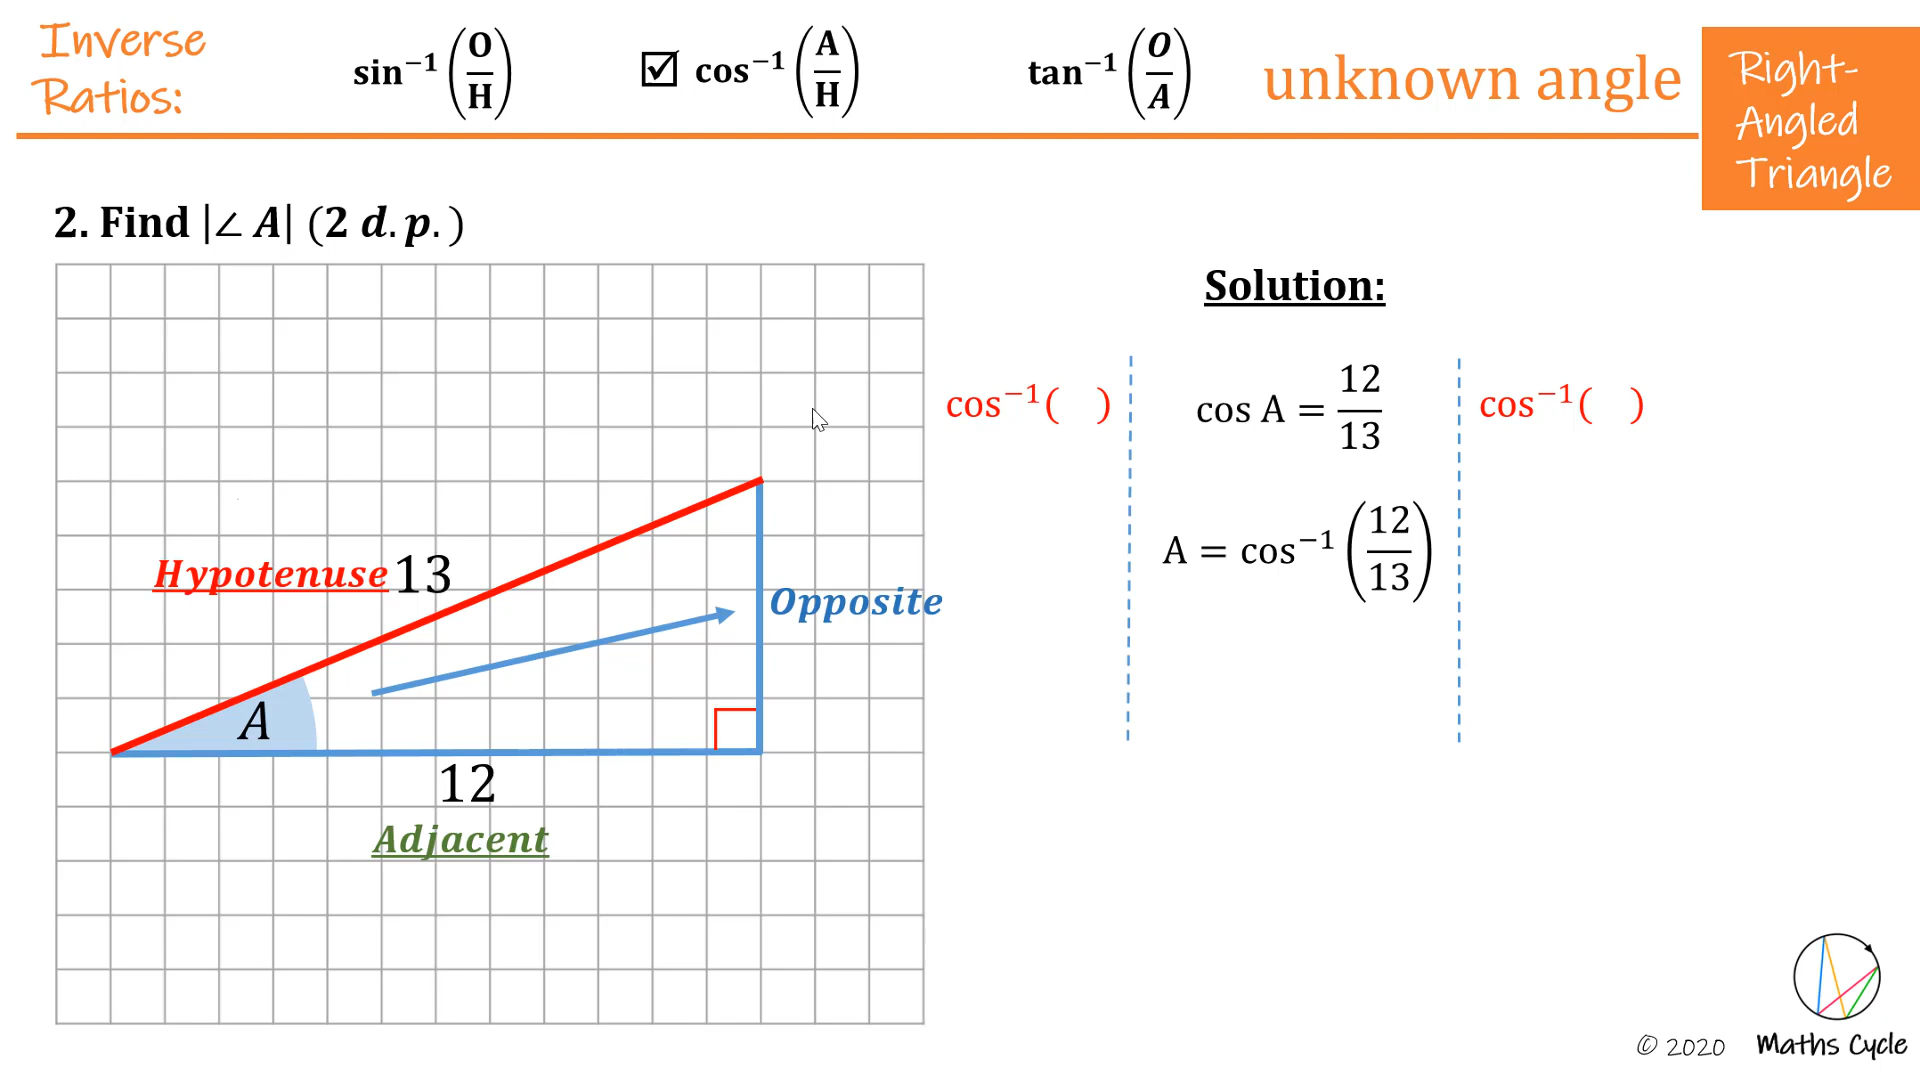 Inverse
Ratios:
sin⁻¹(O/H)
☑ cos⁻¹(A/H)
tan⁻¹(O/A)
unknown angle
Right-
Angled
Triangle
2. Find |∠ A| (2 d.p.)
Hypotenuse 13
Opposite
A
12
Adjacent
Solution:
cos⁻¹( ) cos A = 12/13 cos⁻¹( )
A = cos⁻¹(12/13)
© 2020 Maths Cycle